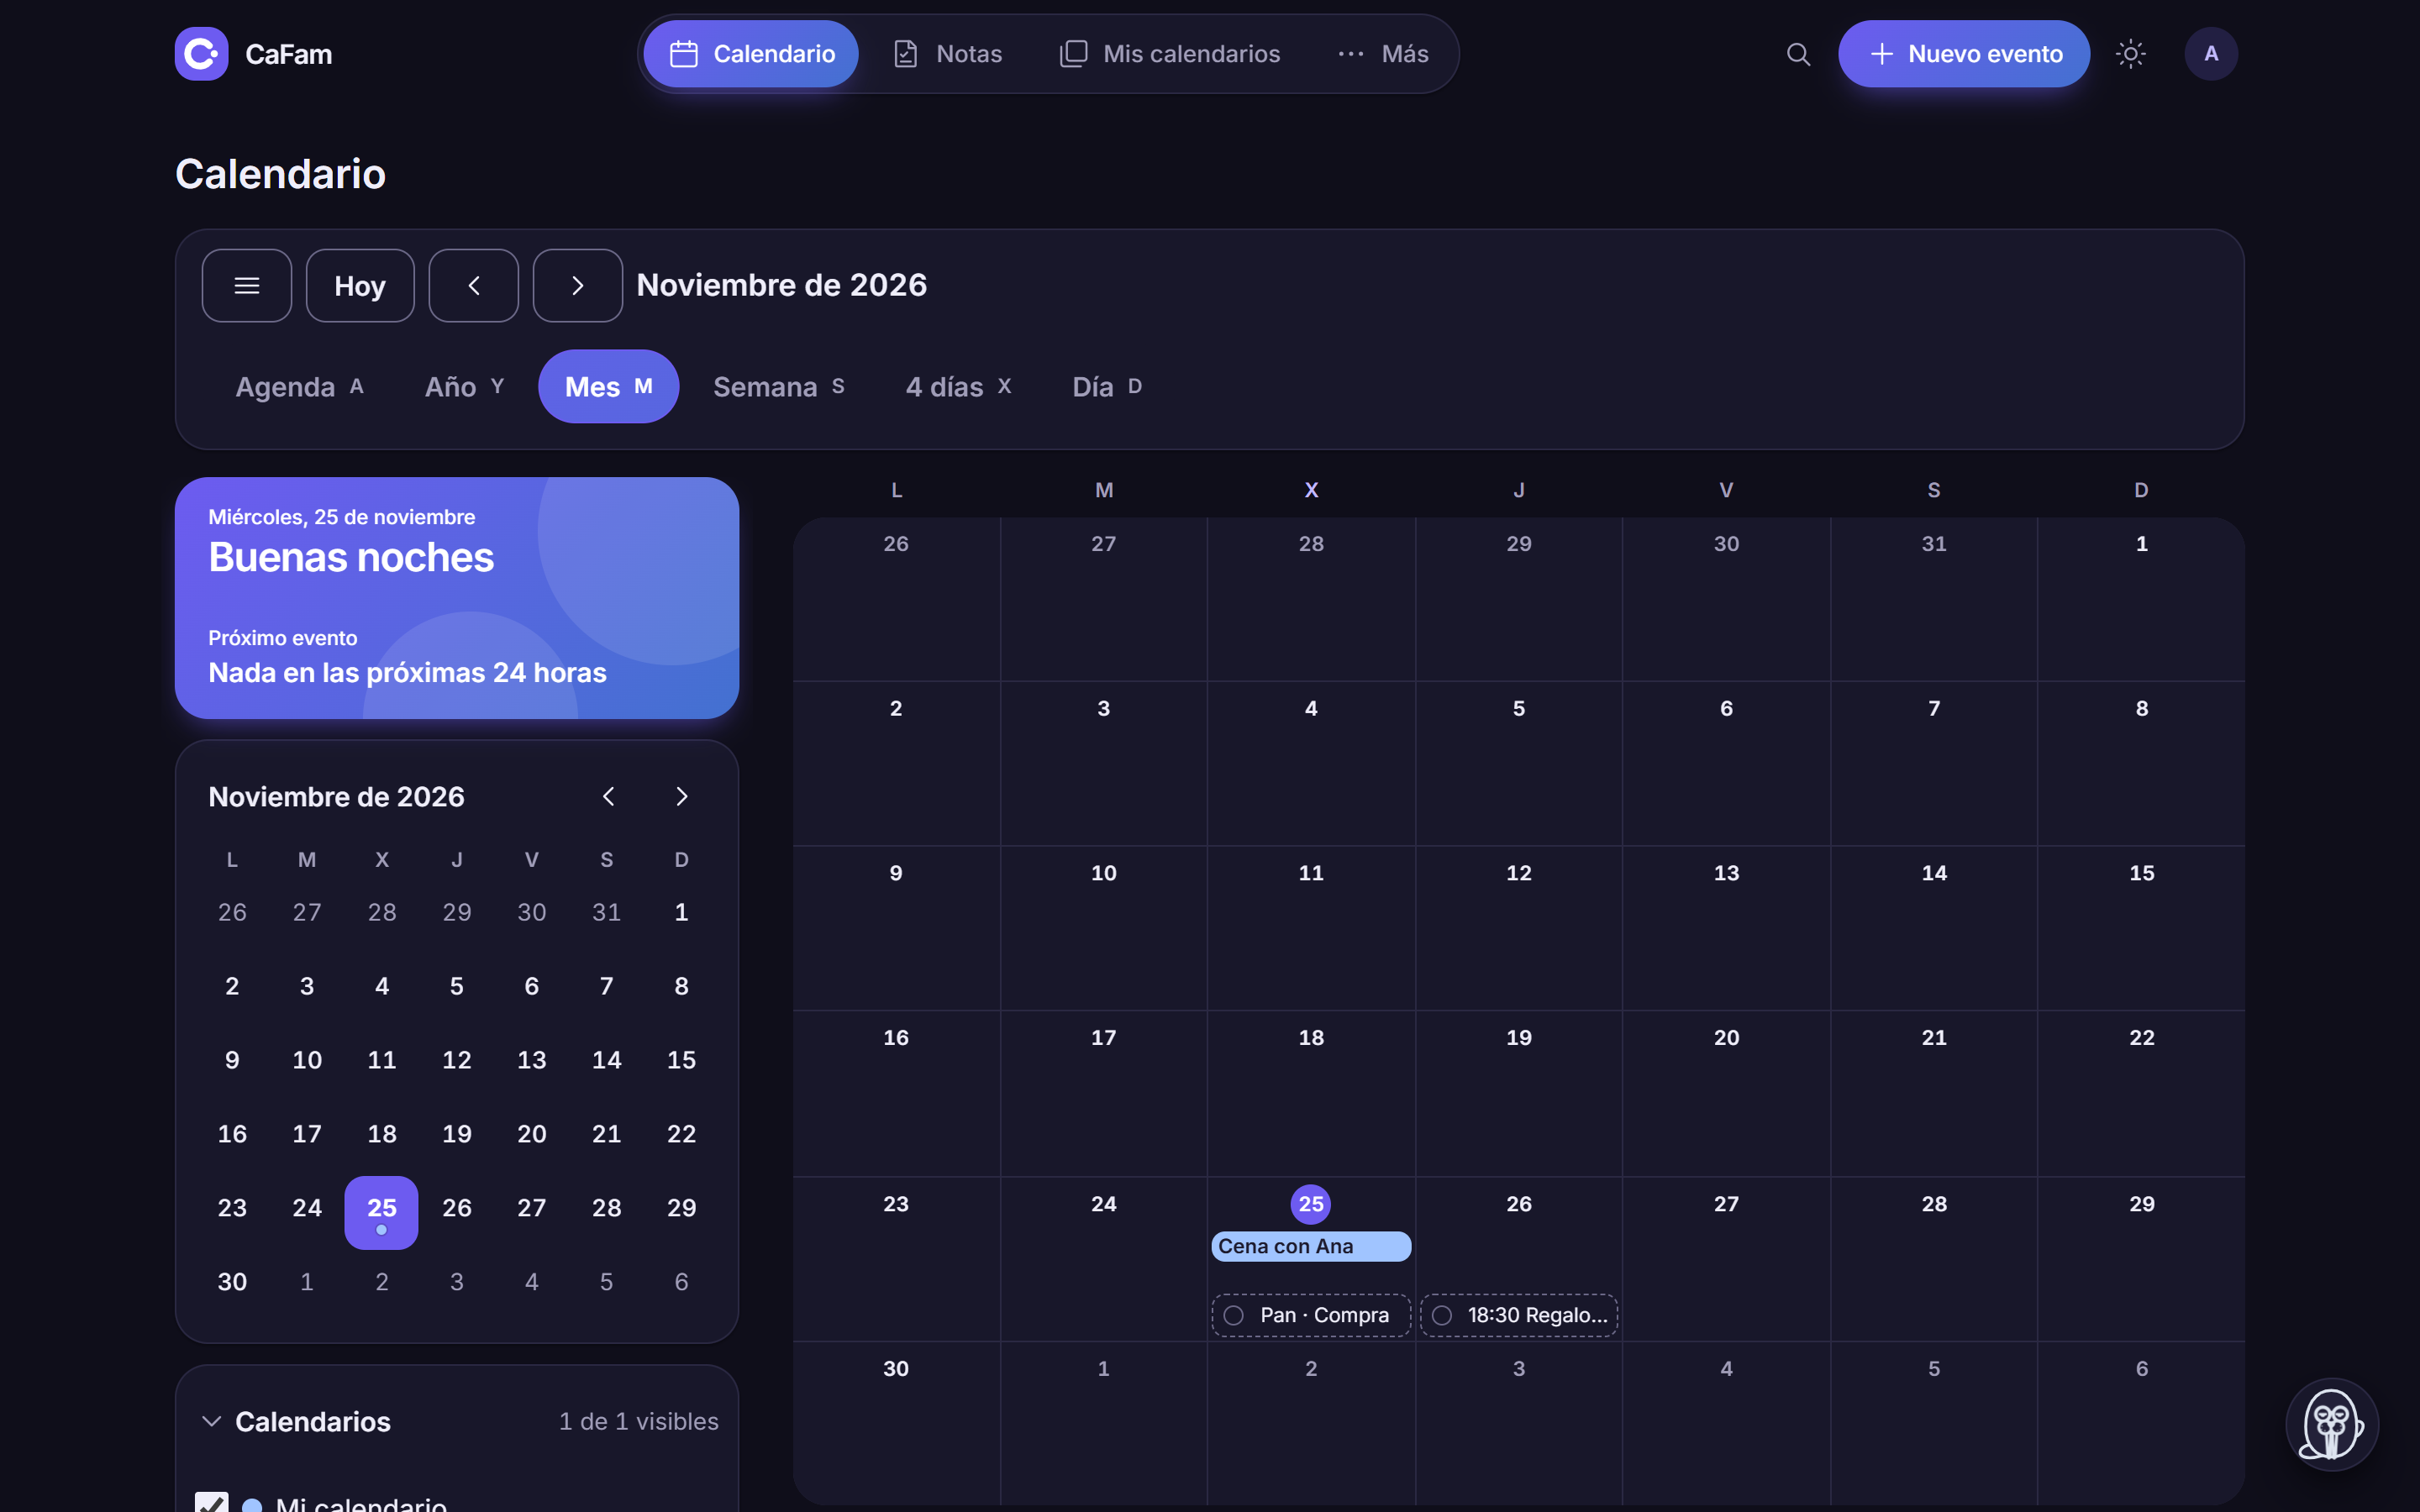 CaFam
Calendario
Notas
Mis calendarios
Más
Nuevo evento
A
Calendario
Hoy
Noviembre de 2026
Agenda A
Año Y
Mes M
Semana S
4 días X
Día D
Miércoles, 25 de noviembre
Buenas noches
Próximo evento
Nada en las próximas 24 horas
Noviembre de 2026
L M X J V S D
26 27 28 29 30 31 1
2 3 4 5 6 7 8
9 10 11 12 13 14 15
16 17 18 19 20 21 22
23 24 25 26 27 28 29
30 1 2 3 4 5 6
Calendarios
1 de 1 visibles
Mi calendario
L M X J V S D
26 27 28 29 30 31 1
2 3 4 5 6 7 8
9 10 11 12 13 14 15
16 17 18 19 20 21 22
23 24 25 26 27 28 29
Cena con Ana
Pan · Compra
18:30 Regalo...
30 1 2 3 4 5 6